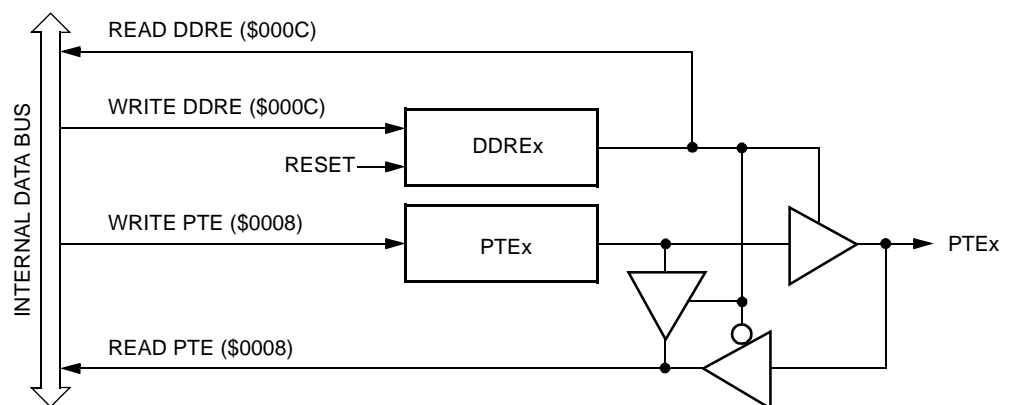 READ DDRE ($000C)
WRITE DDRE ($000C)
DDREx
RESET
WRITE PTE ($0008)
PTEx
PTEx
READ PTE ($0008)
INTERNAL DATA BUS